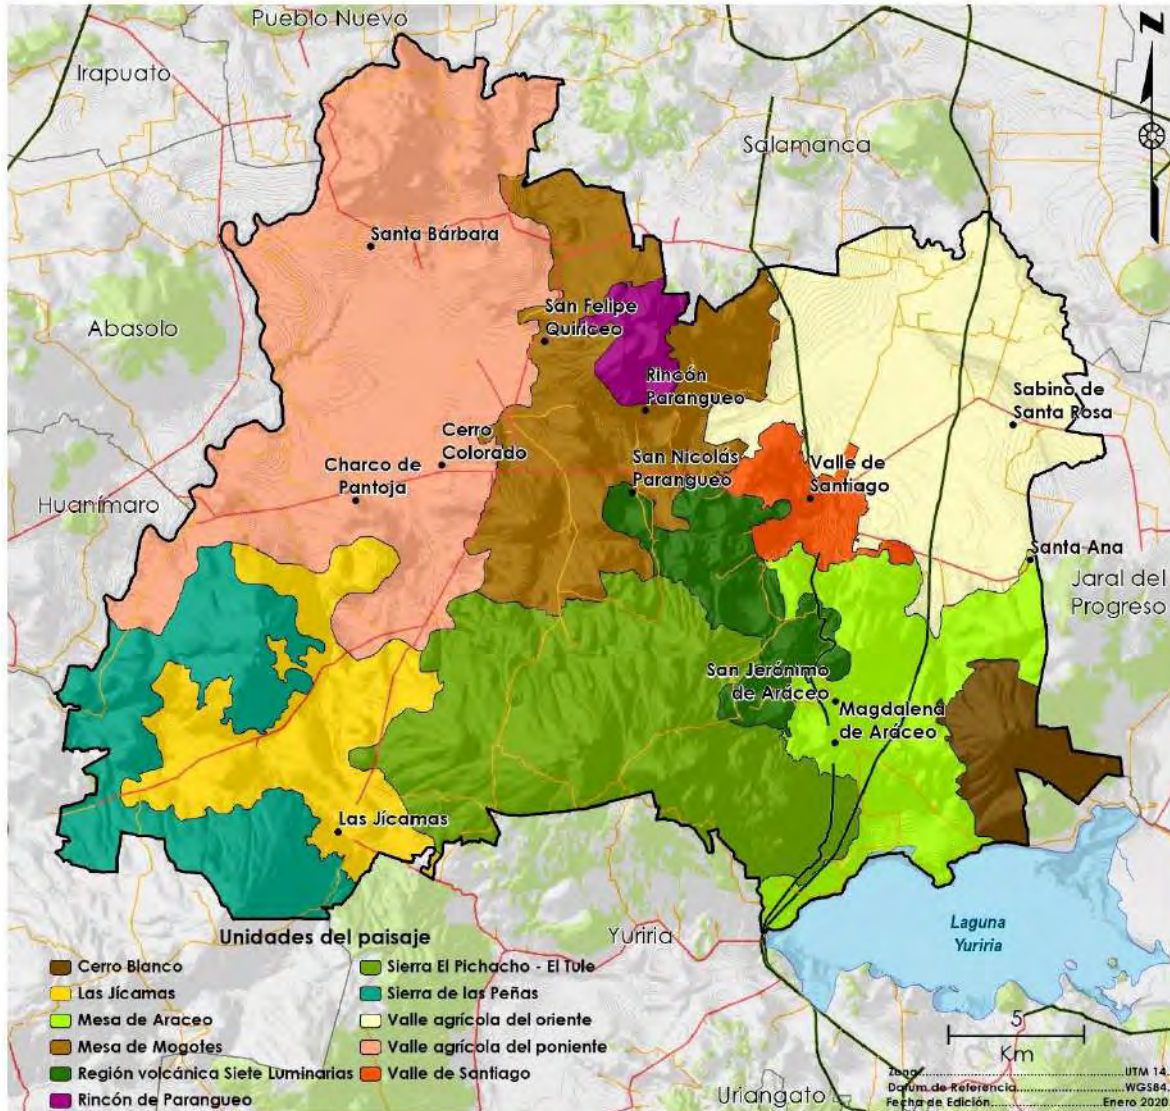 Pueblo Nuevo
Irapuato
Salamanca
Santa Bárbara
San Felipe
Quiriceo
Abasolo
Rincón
Parangueo
Sabino de
Santa Rosa
Cerro
Colorado
Charco de
Pantoja
San Nicolás
Parangueo
Valle de
Santiago
Huanímaro
Santa Ana
Jaral del
Progreso
San Jerónimo
de Aráceo
Magdalena
de Aráceo
Las Jícamas
Yuriria
Laguna
Yuriria
Unidades del paisaje
Cerro Blanco
Las Jícamas
Mesa de Araceo
Mesa de Mogotes
Región volcánica Siete Luminarias
Rincón de Parangueo
Sierra El Pichacho - El Tule
Sierra de las Peñas
Valle agrícola del oriente
Valle agrícola del poniente
Valle de Santiago
Uriangato
N
5
Km
Zona UTM 14.
Datum de Referencia WGS84.
Fecha de Edición Enero 2020